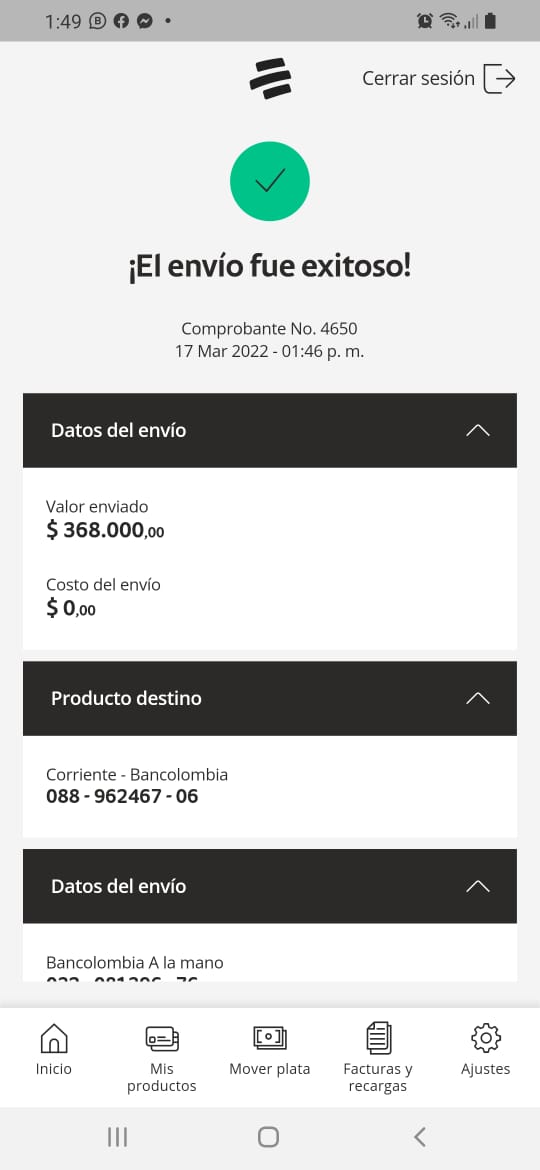 1:49
Cerrar sesión
¡El envío fue exitoso!
Comprobante No. 4650
17 Mar 2022 - 01:46 p. m.
Datos del envío
Valor enviado
$ 368.000,00
Costo del envío
$ 0,00
Producto destino
Corriente - Bancolombia
088 - 962467 - 06
Datos del envío
Bancolombia A la mano
Inicio
Mis
productos
Mover plata
Facturas y
recargas
Ajustes